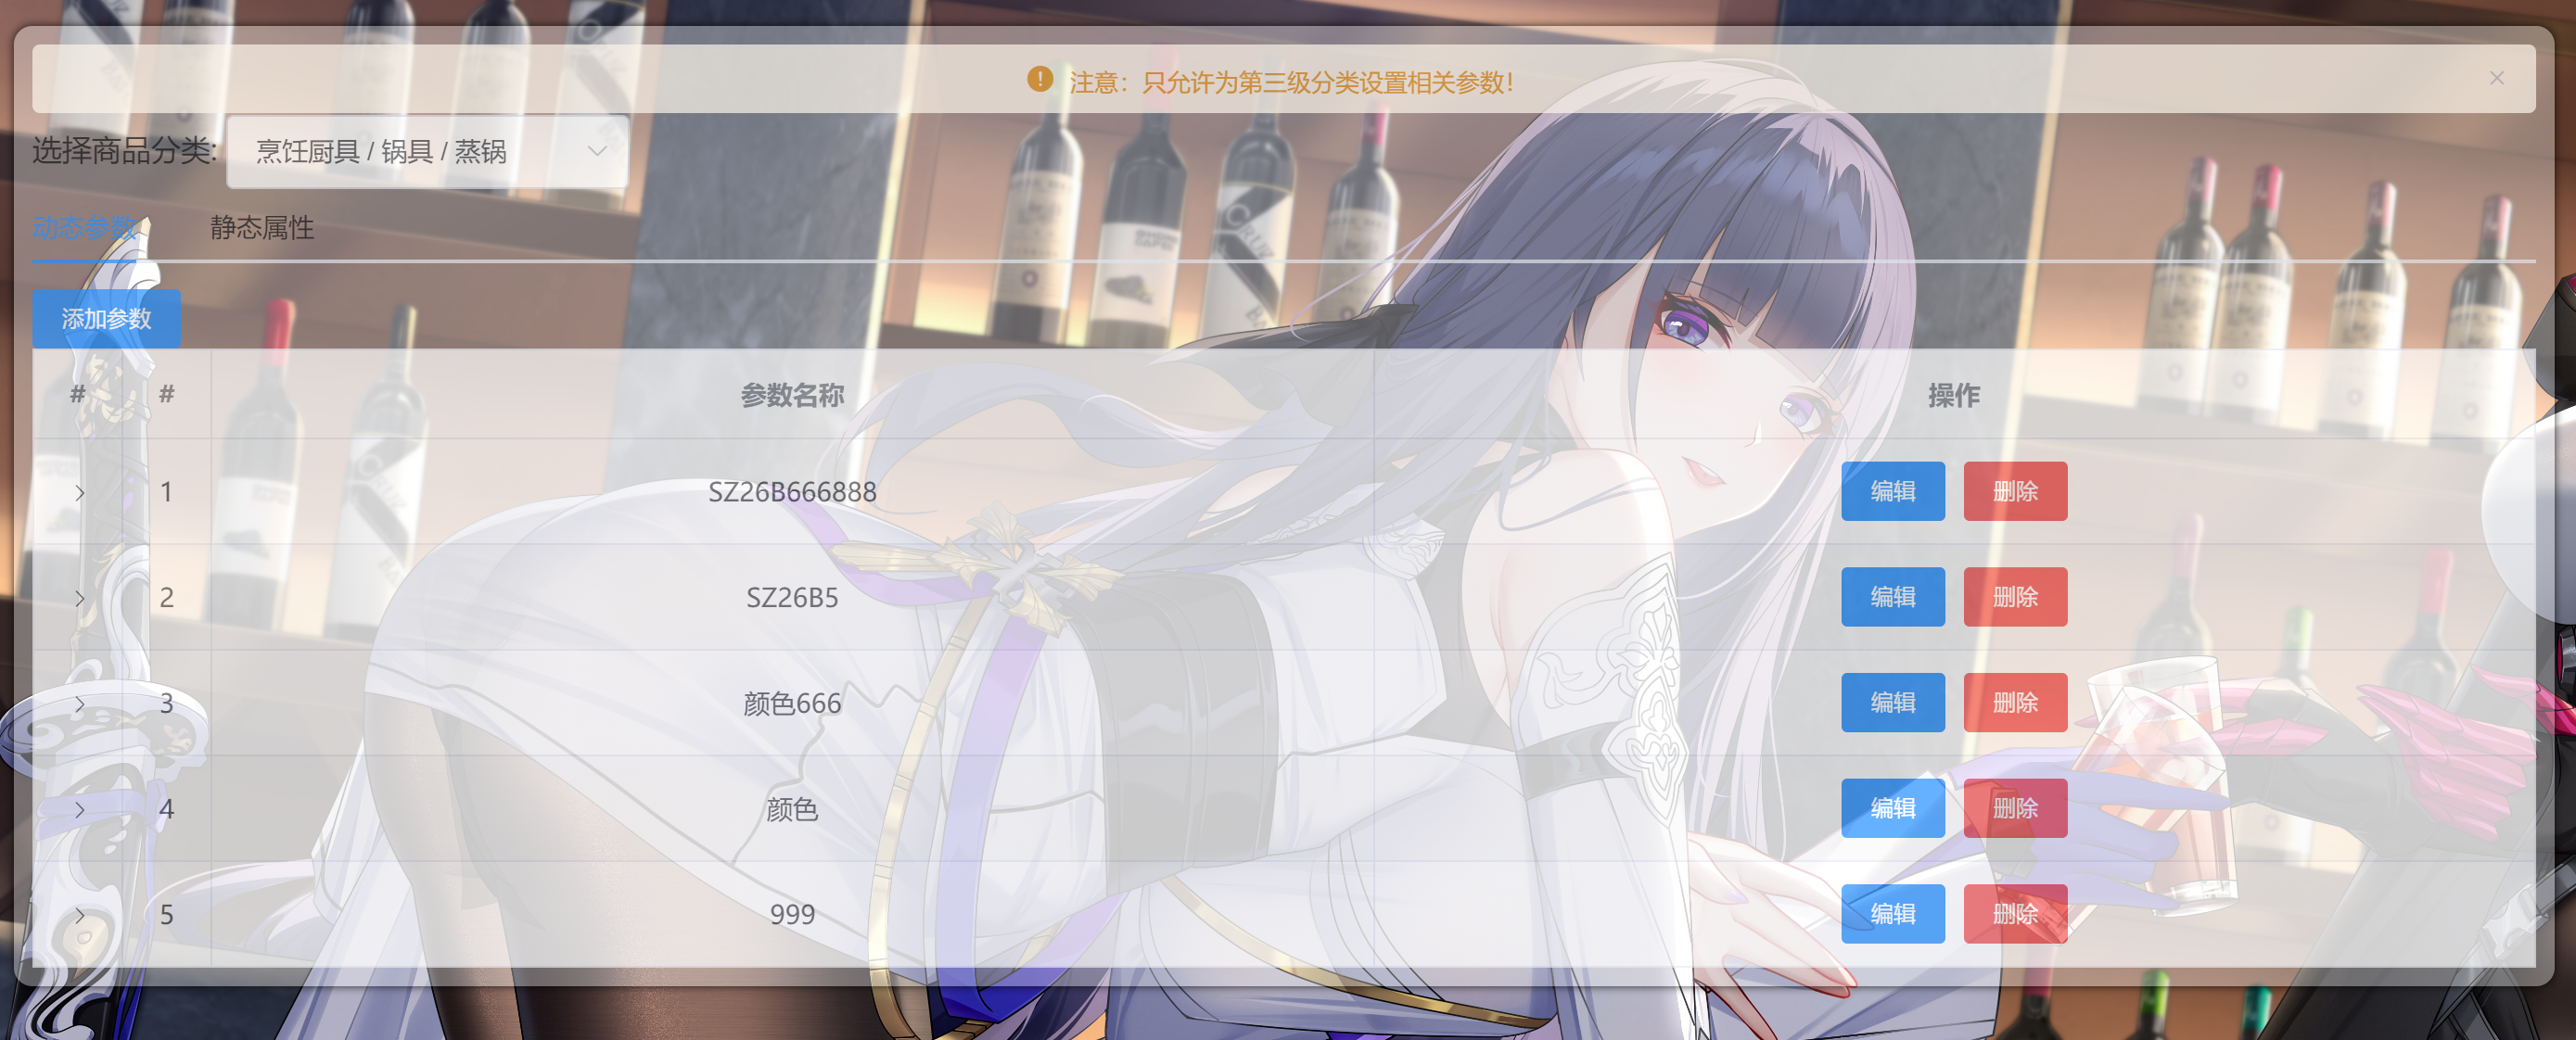 注意：只允许为第三级分类设置相关参数！
选择商品分类: 烹饪厨具 / 锅具 / 蒸锅
动态参数 静态属性
添加参数
# # 参数名称 操作
1 SZ26B666888 编辑 删除
2 SZ26B5 编辑 删除
3 颜色666 编辑 删除
4 颜色 编辑 删除
5 999 编辑 删除